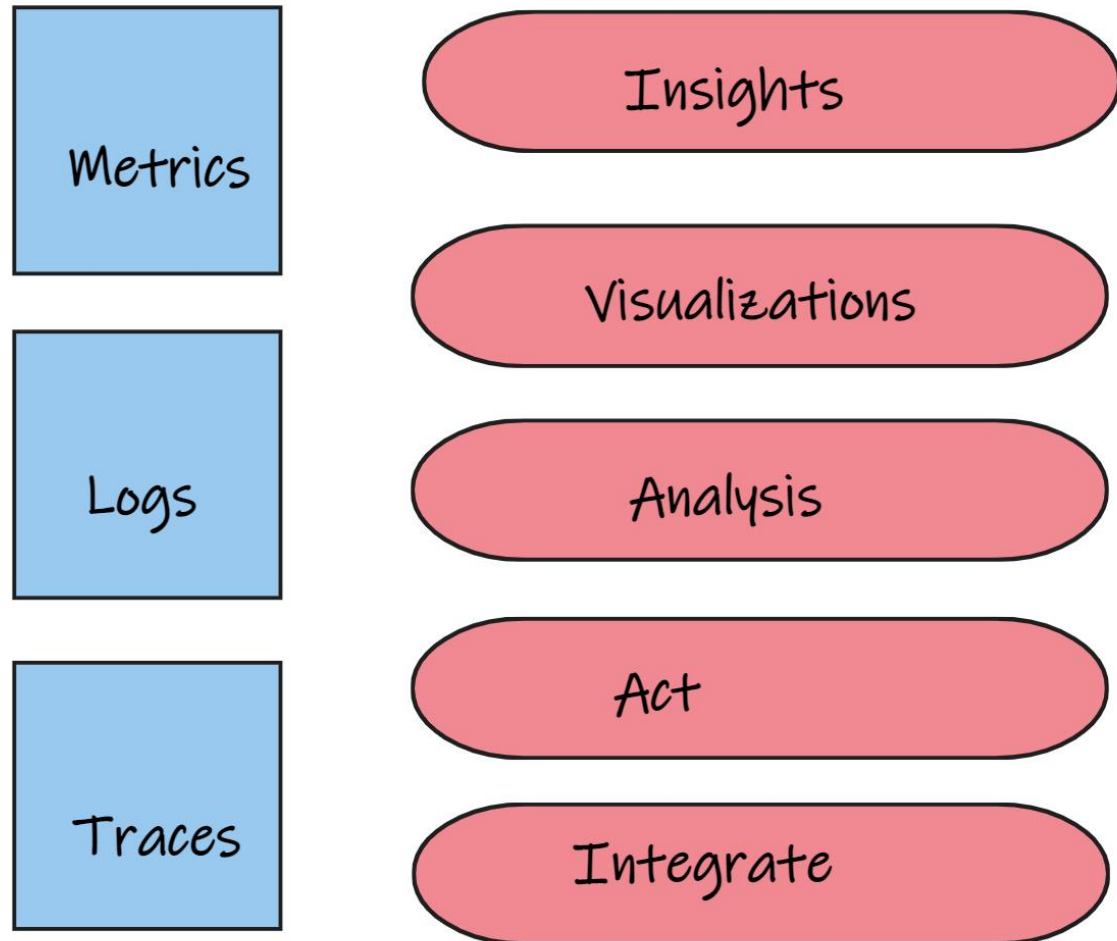 Metrics
Logs
Traces
Insights
Visualizations
Analysis
Act
Integrate